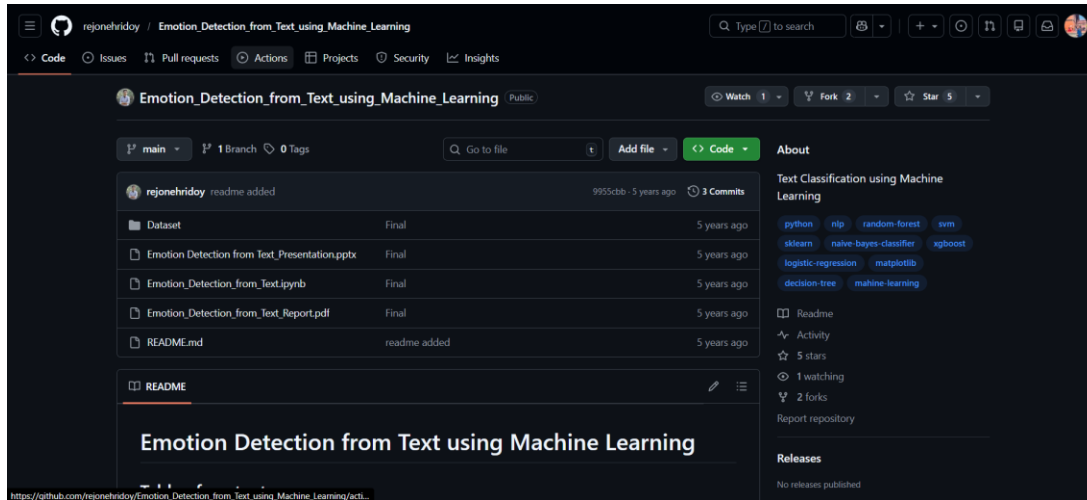 rejonehridoy / Emotion_Detection_from_Text_using_Machine_Learning
Type / to search
Code Issues Pull requests Actions Projects Security Insights
Emotion_Detection_from_Text_using_Machine_Learning Public
Watch 1 Fork 2 Star 5
main 1 Branch 0 Tags Go to file t Add file Code
rejonehridoy readme added 9955cbb · 5 years ago 3 Commits
Dataset Final 5 years ago
Emotion Detection from Text_Presentation.pptx Final 5 years ago
Emotion_Detection_from_Text.ipynb Final 5 years ago
Emotion_Detection_from_Text_Report.pdf Final 5 years ago
README.md readme added 5 years ago
README
Emotion Detection from Text using Machine Learning
About
Text Classification using Machine
Learning
python nlp random-forest svm
sklearn naive-bayes-classifier xgboost
logistic-regression matplotlib
decision-tree mahine-learning
Readme
Activity
5 stars
1 watching
2 forks
Report repository
Releases
No releases published
https://github.com/rejonehridoy/Emotion_Detection_from_Text_using_Machine_Learning/acti...